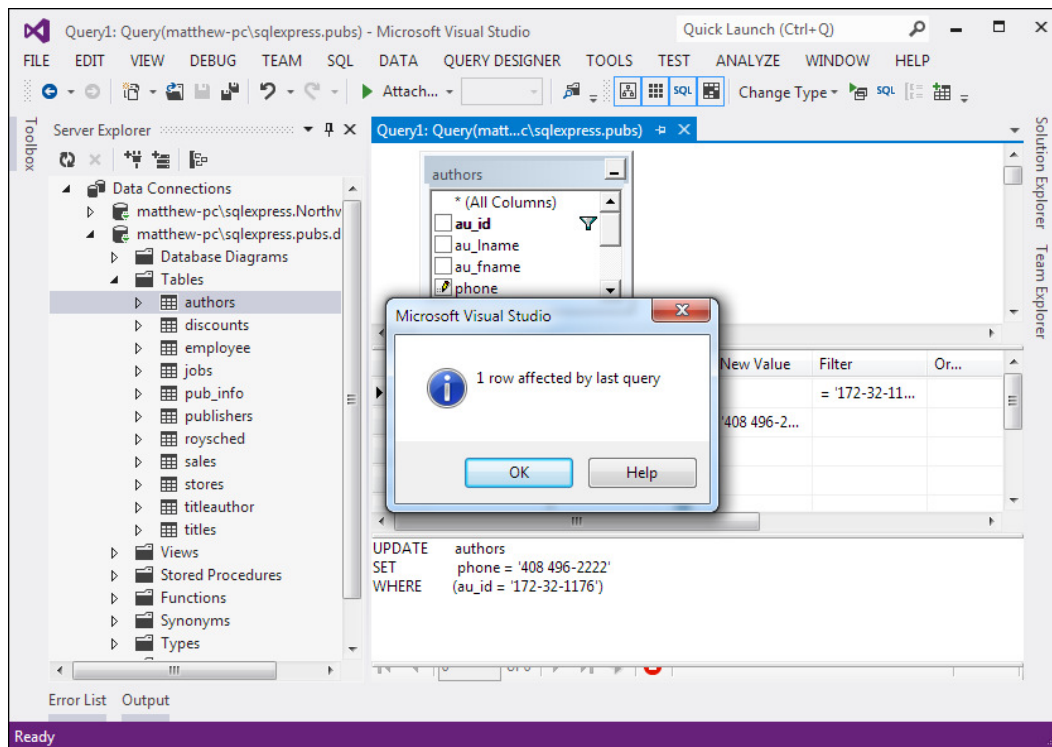 Query1: Query(matthew-pc\sqlexpress.pubs) - Microsoft Visual Studio
Quick Launch (Ctrl+Q)
FILE EDIT VIEW DEBUG TEAM SQL DATA QUERY DESIGNER TOOLS TEST ANALYZE WINDOW HELP
Attach... SQL Change Type SQL
Toolbox
Server Explorer
Data Connections
matthew-pc\sqlexpress.Northw
matthew-pc\sqlexpress.pubs.d
Database Diagrams
Tables
authors
discounts
employee
jobs
pub_info
publishers
roysched
sales
stores
titleauthor
titles
Views
Stored Procedures
Functions
Synonyms
Types
Query1: Query(matt...c\sqlexpress.pubs)
authors
* (All Columns)
au_id
au_lname
au_fname
phone
Microsoft Visual Studio
1 row affected by last query
OK Help
New Value Filter Or...
= '172-32-11...
'408 496-2...
UPDATE authors
SET phone = '408 496-2222'
WHERE (au_id = '172-32-1176')
Solution Explorer
Team Explorer
Error List Output
Ready